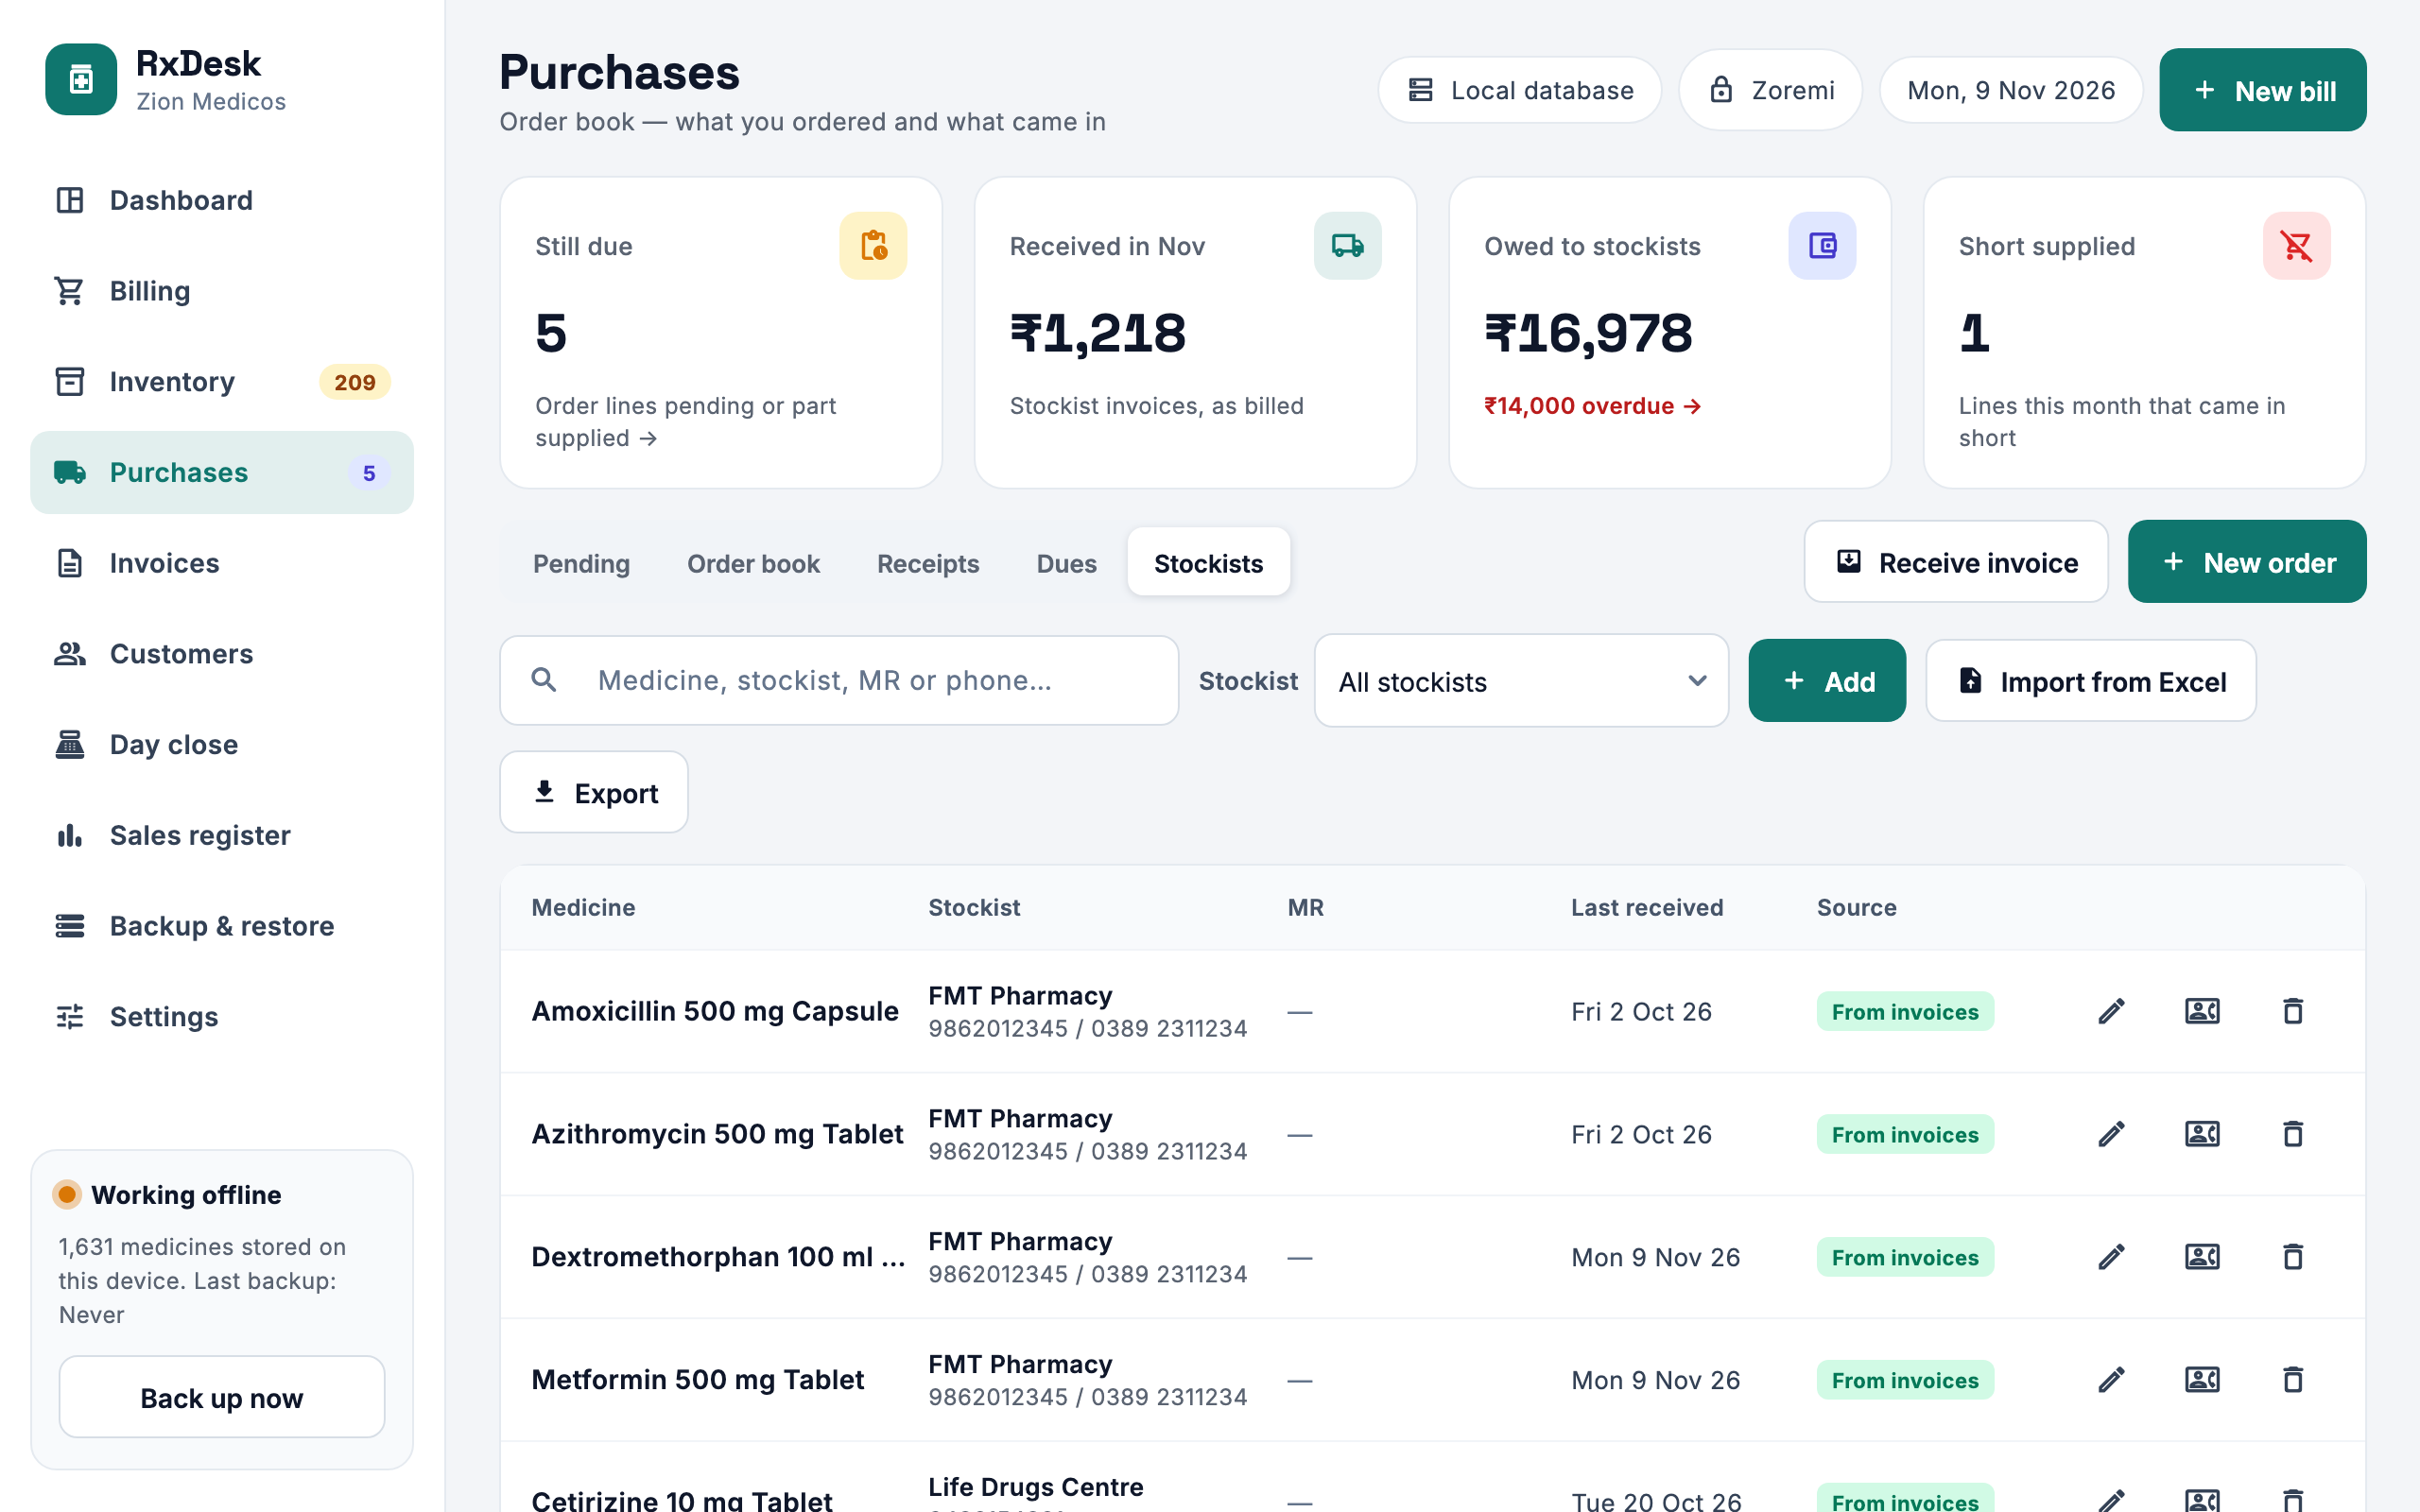 RxDesk
Zion Medicos
Dashboard
Billing
Inventory 209
Purchases 5
Invoices
Customers
Day close
Sales register
Backup & restore
Settings
Working offline
1,631 medicines stored on
this device. Last backup:
Never
Back up now
Purchases
Order book — what you ordered and what came in
Local database
Zoremi
Mon, 9 Nov 2026
+ New bill
Still due
5
Order lines pending or part
supplied →
Received in Nov
₹1,218
Stockist invoices, as billed
Owed to stockists
₹16,978
₹14,000 overdue →
Short supplied
1
Lines this month that came in
short
Pending Order book Receipts Dues Stockists
Receive invoice
+ New order
Medicine, stockist, MR or phone...
Stockist
All stockists
+ Add
Import from Excel
Export
Medicine Stockist MR Last received Source
Amoxicillin 500 mg Capsule
FMT Pharmacy
9862012345 / 0389 2311234
— Fri 2 Oct 26 From invoices
Azithromycin 500 mg Tablet
FMT Pharmacy
9862012345 / 0389 2311234
— Fri 2 Oct 26 From invoices
Dextromethorphan 100 ml ...
FMT Pharmacy
9862012345 / 0389 2311234
— Mon 9 Nov 26 From invoices
Metformin 500 mg Tablet
FMT Pharmacy
9862012345 / 0389 2311234
— Mon 9 Nov 26 From invoices
Cetirizine 10 mg Tablet
Life Drugs Centre
— Tue 20 Oct 26 From invoices